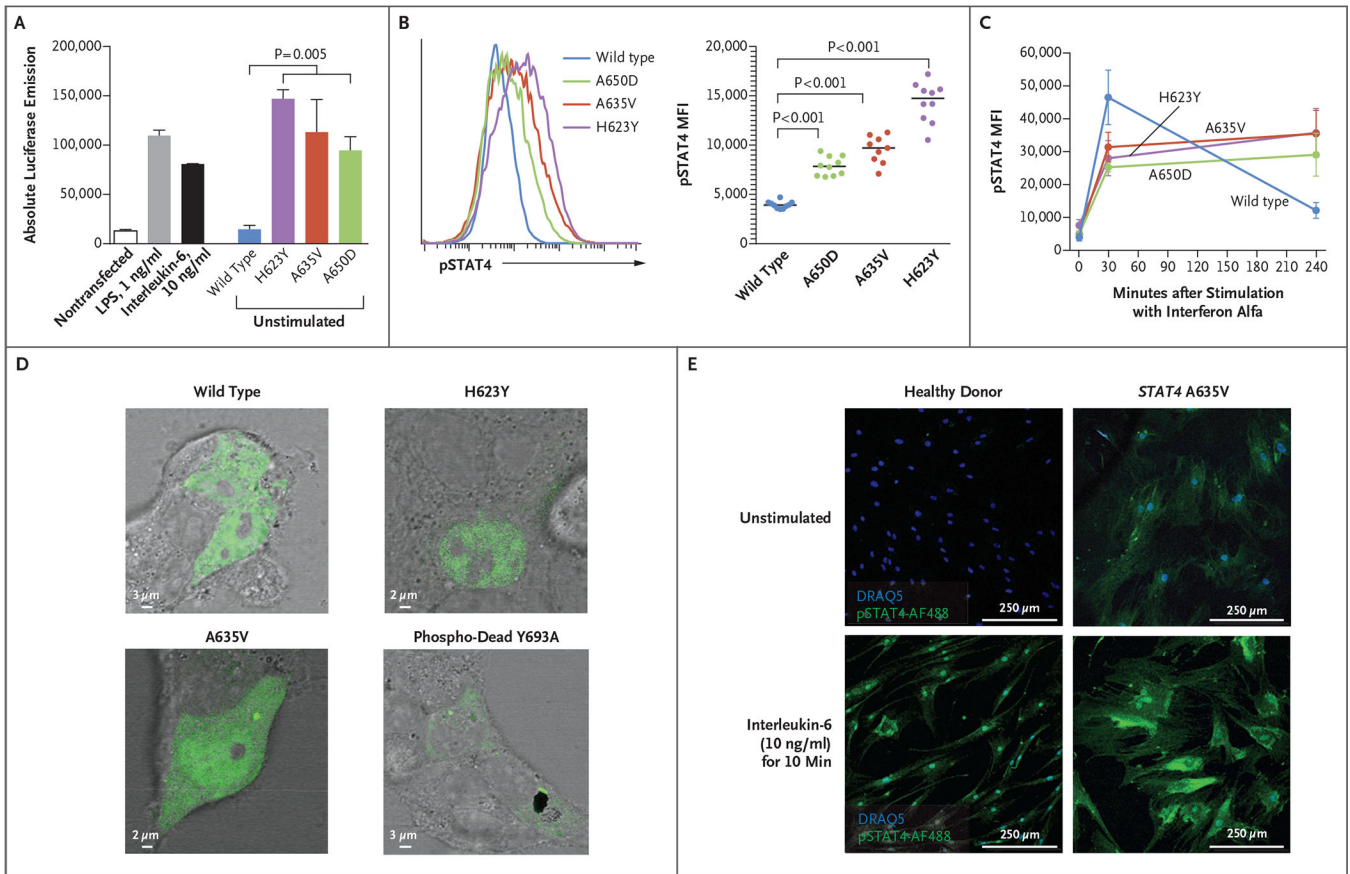 A
Absolute Luciferase Emission
200,000
150,000
100,000
50,000
0
P=0.005
Nontransfected
LPS, 1 ng/ml
Interleukin-6,
10 ng/ml
Wild Type
H623Y
A635V
A650D
Unstimulated
B
Wild type
A650D
A635V
H623Y
pSTAT4
pSTAT4 MFI
20,000
15,000
10,000
5,000
0
P<0.001
P<0.001
P<0.001
Wild Type
A650D
A635V
H623Y
C
pSTAT4 MFI
60,000
50,000
40,000
30,000
20,000
10,000
0
H623Y
A635V
A650D
Wild type
0 30 60 90 120 150 180 210 240
Minutes after Stimulation
with Interferon Alfa
D
Wild Type
3 μm
H623Y
2 μm
A635V
2 μm
Phospho-Dead Y693A
3 μm
E
Healthy Donor
STAT4 A635V
Unstimulated
DRAQ5
pSTAT4-AF488
250 μm
250 μm
Interleukin-6
(10 ng/ml)
for 10 Min
DRAQ5
pSTAT4-AF488
250 μm
250 μm